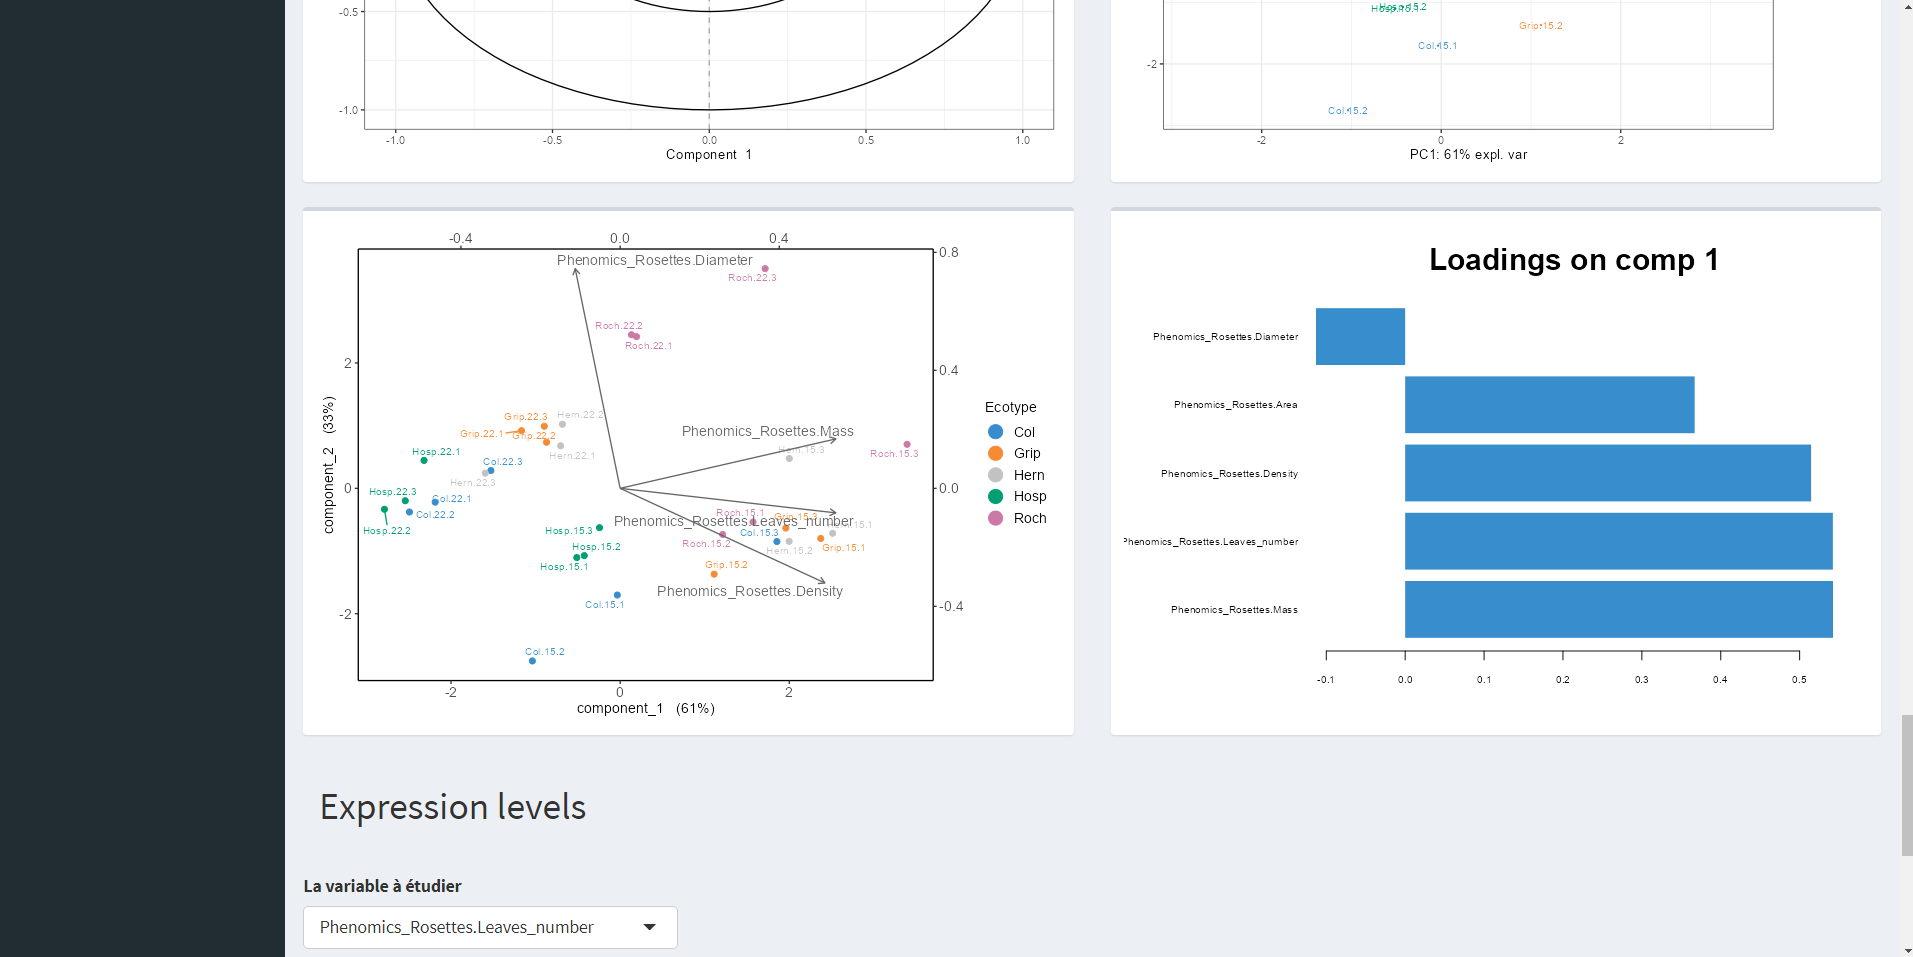 -0.5
-1.0
-1.0 -0.5 0.0 0.5 1.0
Component 1
Hosp.15.2
Grip.15.2
Col.15.1
-2
Col.15.2
-2 0 2
PC1: 61% expl. var
-0.4 0.0 0.4
0.8
Phenomics_Rosettes.Diameter
Roch.22.3
Roch.22.2
Roch.22.1
2
0.4
Grip.22.3
Hern.22.2
Grip.22.1
Grip.22.2
Phenomics_Rosettes.Mass
Hosp.22.1
Hern.22.1
Roch.15.3
Col.22.3
Hern.22.3
0
0.0
Hosp.22.3
Col.22.1
Col.22.2
Hosp.22.2
Roch.15.1
Grip.15.3
Phenomics_Rosettes.Leaves_number
Hosp.15.3
Col.15.3
Roch.15.2
Hern.15.2
Grip.15.1
Hosp.15.2
Hosp.15.1
Grip.15.2
Phenomics_Rosettes.Density
Col.15.1
-2
-0.4
Col.15.2
-2 0 2
component_1 (61%)
component_2 (33%)
Ecotype
Col
Grip
Hern
Hosp
Roch
Loadings on comp 1
Phenomics_Rosettes.Diameter
Phenomics_Rosettes.Area
Phenomics_Rosettes.Density
Phenomics_Rosettes.Leaves_number
Phenomics_Rosettes.Mass
-0.1 0.0 0.1 0.2 0.3 0.4 0.5
Expression levels
La variable à étudier
Phenomics_Rosettes.Leaves_number